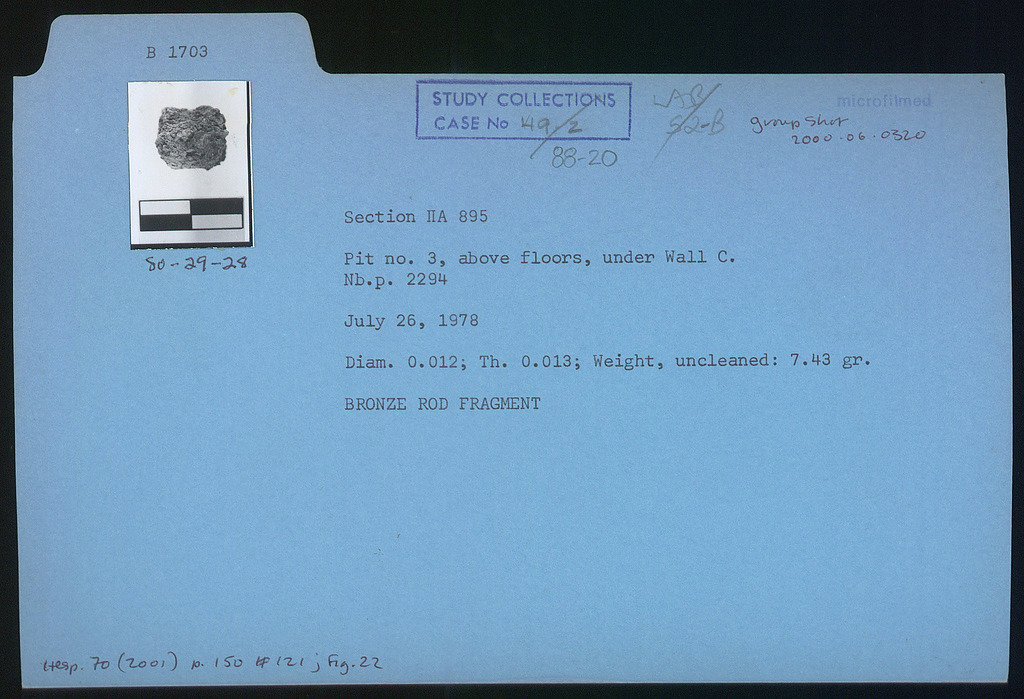 B 1703
STUDY COLLECTIONS
CASE No 49/2
88-20
LAB
S2-B
microfilmed
group shot
2000.06.0320
80-29-28
Section IIA 895
Pit no. 3, above floors, under Wall C.
Nb.p. 2294
July 26, 1978
Diam. 0.012; Th. 0.013; Weight, uncleaned: 7.43 gr.
BRONZE ROD FRAGMENT
Hesp. 70 (2001) p. 150 #121; Fig. 22